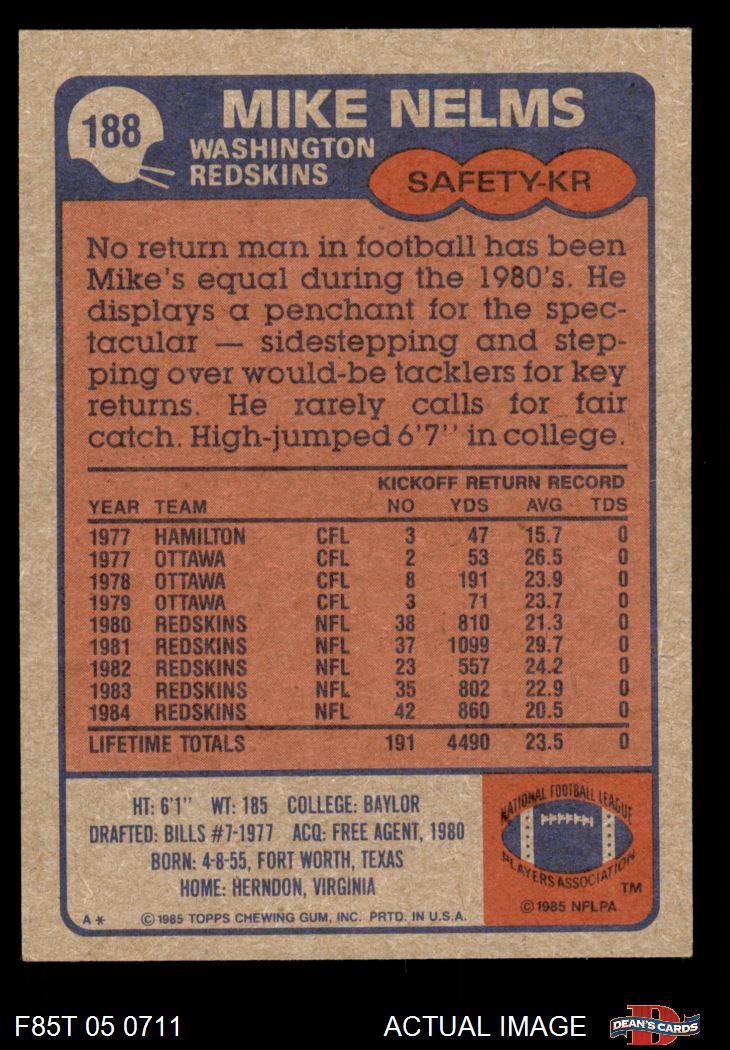 188
MIKE NELMS
WASHINGTON
REDSKINS
SAFETY-KR
No return man in football has been
Mike's equal during the 1980's. He
displays a penchant for the spec-
tacular — sidestepping and step-
ping over would-be tacklers for key
returns. He rarely calls for fair
catch. High-jumped 6'7" in college.
KICKOFF RETURN RECORD
YEAR TEAM NO YDS AVG TDS
1977 HAMILTON CFL 3 47 15.7 0
1977 OTTAWA CFL 2 53 26.5 0
1978 OTTAWA CFL 8 191 23.9 0
1979 OTTAWA CFL 3 71 23.7 0
1980 REDSKINS NFL 38 810 21.3 0
1981 REDSKINS NFL 37 1099 29.7 0
1982 REDSKINS NFL 23 557 24.2 0
1983 REDSKINS NFL 35 802 22.9 0
1984 REDSKINS NFL 42 860 20.5 0
LIFETIME TOTALS 191 4490 23.5 0
HT: 6'1" WT: 185 COLLEGE: BAYLOR
DRAFTED: BILLS #7-1977 ACQ: FREE AGENT, 1980
BORN: 4-8-55, FORT WORTH, TEXAS
HOME: HERNDON, VIRGINIA
A* © 1985 TOPPS CHEWING GUM, INC. PRTD. IN U.S.A.
NATIONAL FOOTBALL LEAGUE
PLAYERS ASSOCIATION
TM
© 1985 NFLPA
F85T 05 0711
ACTUAL IMAGE
D
DEAN'S CARDS